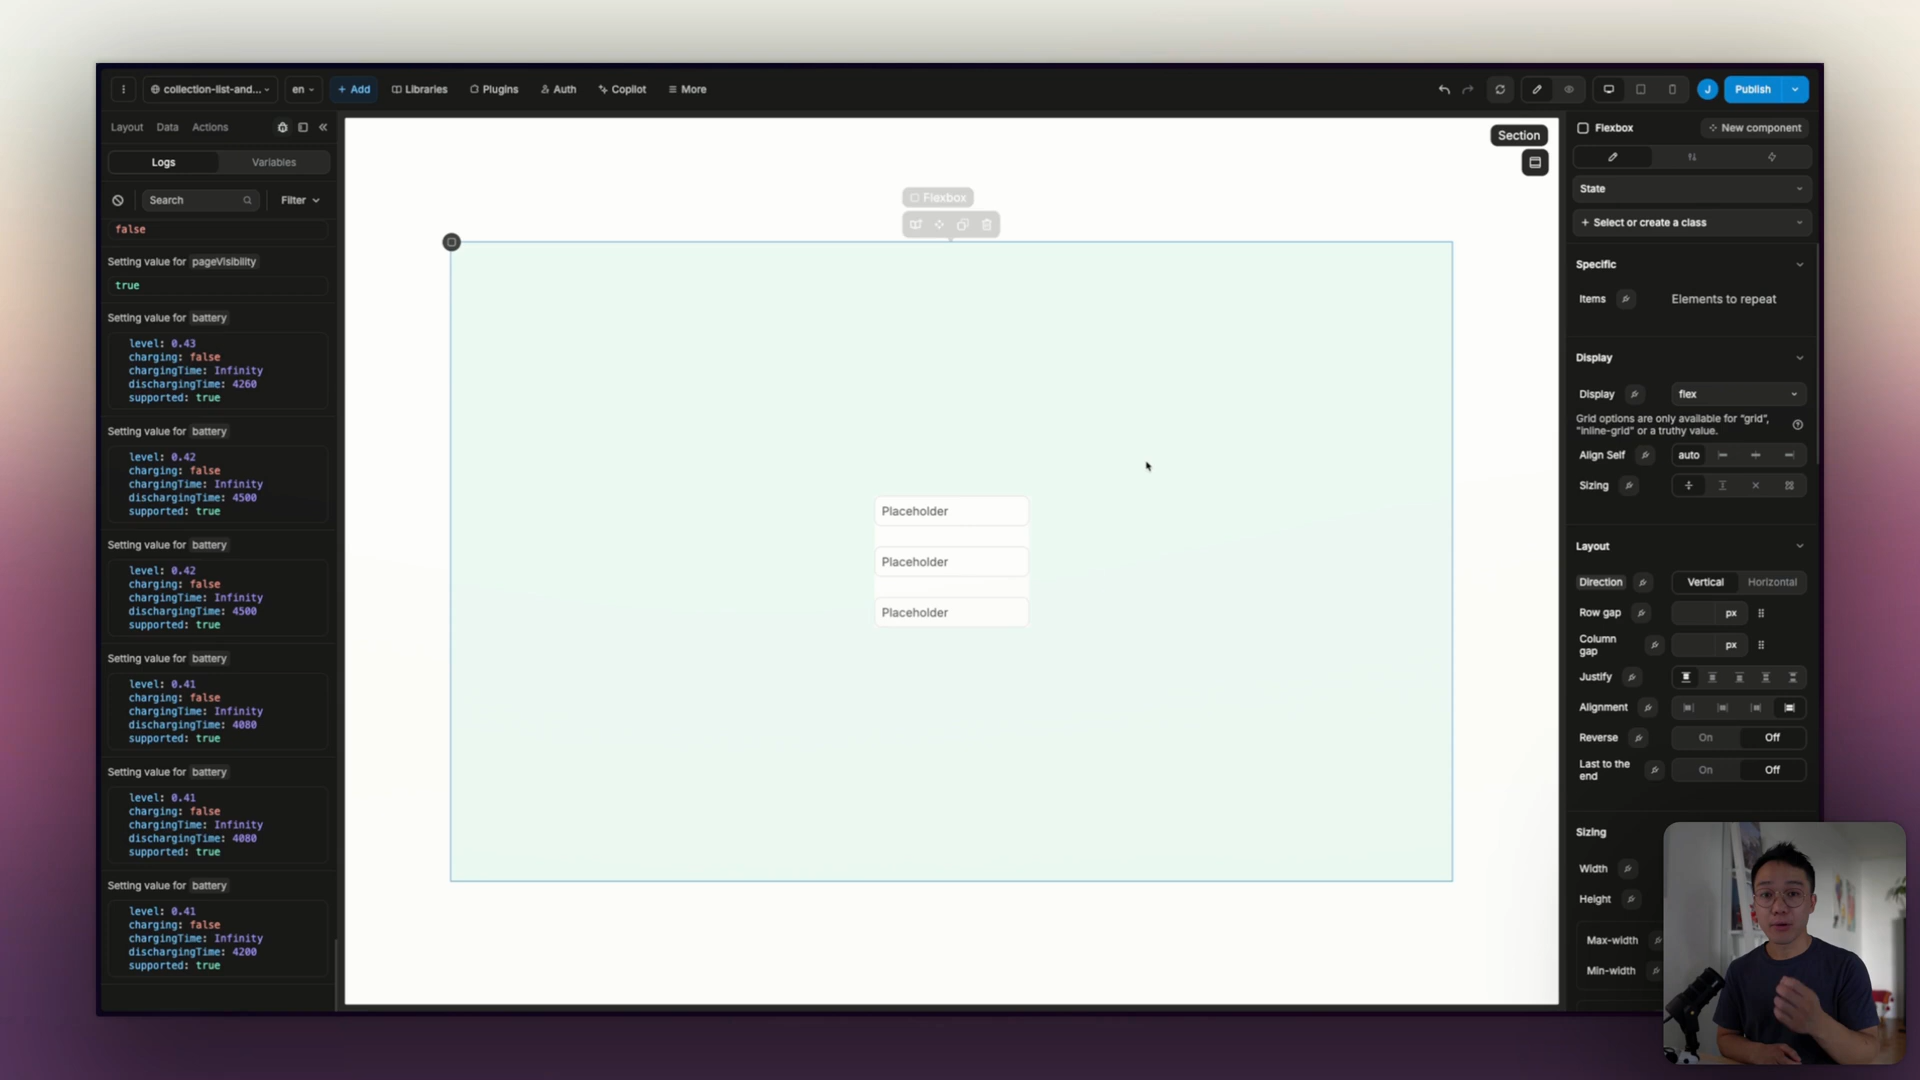 collection-list-and...
en
+ Add
Libraries
Plugins
Auth
Copilot
More
J
Publish
Layout
Data
Actions
Logs
Variables
Search
Filter
false
Setting value for pageVisibility
true
Setting value for battery
level: 0.43
charging: false
chargingTime: Infinity
dischargingTime: 4260
supported: true
Setting value for battery
level: 0.42
charging: false
chargingTime: Infinity
dischargingTime: 4500
supported: true
Setting value for battery
level: 0.42
charging: false
chargingTime: Infinity
dischargingTime: 4500
supported: true
Setting value for battery
level: 0.41
charging: false
chargingTime: Infinity
dischargingTime: 4080
supported: true
Setting value for battery
level: 0.41
charging: false
chargingTime: Infinity
dischargingTime: 4080
supported: true
Setting value for battery
level: 0.41
charging: false
chargingTime: Infinity
dischargingTime: 4200
supported: true
Section
Flexbox
Placeholder
Placeholder
Placeholder
Flexbox
New component
State
+ Select or create a class
Specific
Items
Elements to repeat
Display
Display
flex
Grid options are only available for "grid",
"inline-grid" or a truthy value.
Align Self
auto
Sizing
Layout
Direction
Vertical
Horizontal
Row gap
px
Column
gap
px
Justify
Alignment
Reverse
On
Off
Last to the
end
On
Off
Sizing
Width
Height
Max-width
Min-width